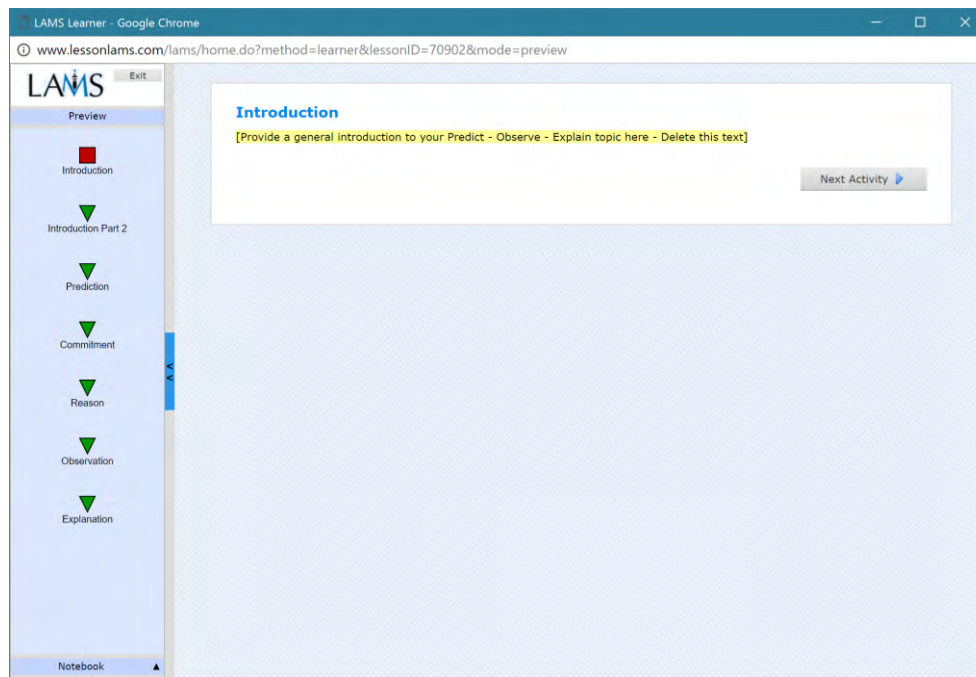 LAMS Learner - Google Chrome
www.lessonlams.com/lams/home.do?method=learner&lessonID=70902&mode=preview
LAMS
Exit
Preview
Introduction
Introduction Part 2
Prediction
Commitment
Reason
Observation
Explanation
Notebook
<
<
Introduction
[Provide a general introduction to your Predict - Observe - Explain topic here - Delete this text]
Next Activity